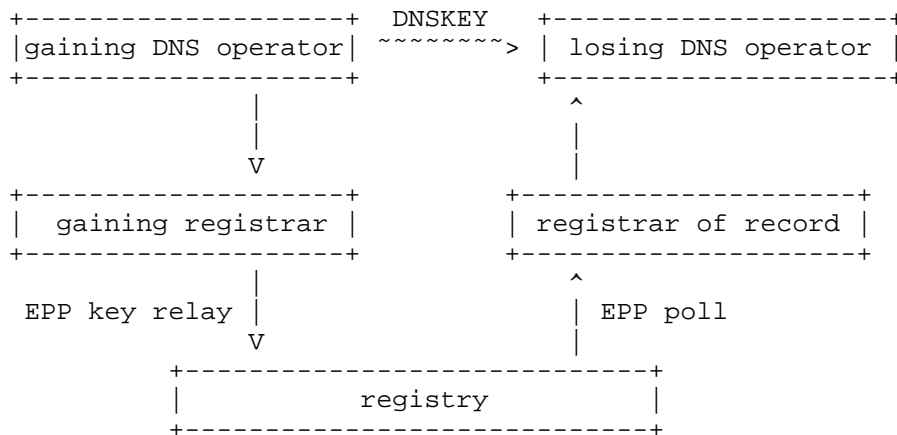 DNSKEY
gaining DNS operator ~~~~~~~~> losing DNS operator
V
gaining registrar registrar of record
EPP key relay EPP poll
V
registry